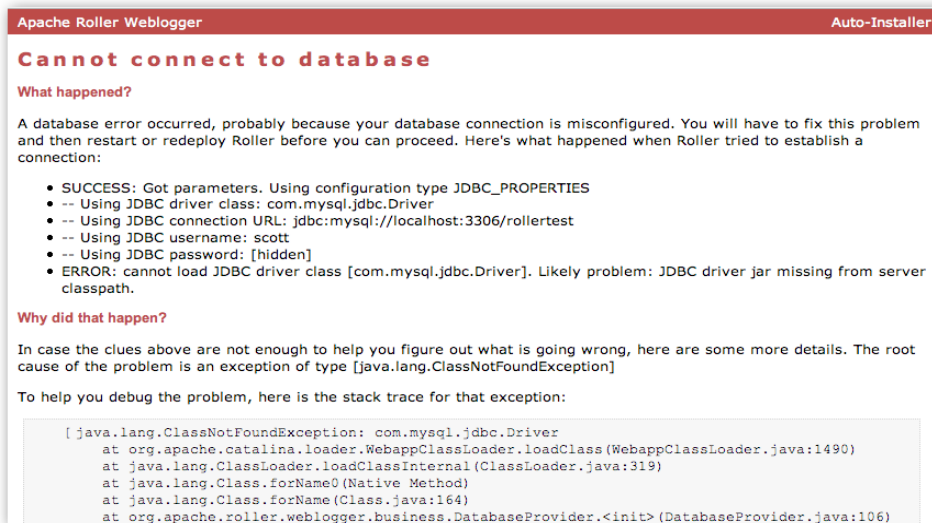 Apache Roller Weblogger Auto-Installer
Cannot connect to database
What happened?
A database error occurred, probably because your database connection is misconfigured. You will have to fix this problem
and then restart or redeploy Roller before you can proceed. Here's what happened when Roller tried to establish a
connection:
• SUCCESS: Got parameters. Using configuration type JDBC_PROPERTIES
• -- Using JDBC driver class: com.mysql.jdbc.Driver
• -- Using JDBC connection URL: jdbc:mysql://localhost:3306/rollertest
• -- Using JDBC username: scott
• -- Using JDBC password: [hidden]
• ERROR: cannot load JDBC driver class [com.mysql.jdbc.Driver]. Likely problem: JDBC driver jar missing from server
classpath.
Why did that happen?
In case the clues above are not enough to help you figure out what is going wrong, here are some more details. The root
cause of the problem is an exception of type [java.lang.ClassNotFoundException]
To help you debug the problem, here is the stack trace for that exception:
[java.lang.ClassNotFoundException: com.mysql.jdbc.Driver
at org.apache.catalina.loader.WebappClassLoader.loadClass(WebappClassLoader.java:1490)
at java.lang.ClassLoader.loadClassInternal(ClassLoader.java:319)
at java.lang.Class.forName0(Native Method)
at java.lang.Class.forName(Class.java:164)
at org.apache.roller.weblogger.business.DatabaseProvider.<init>(DatabaseProvider.java:106)